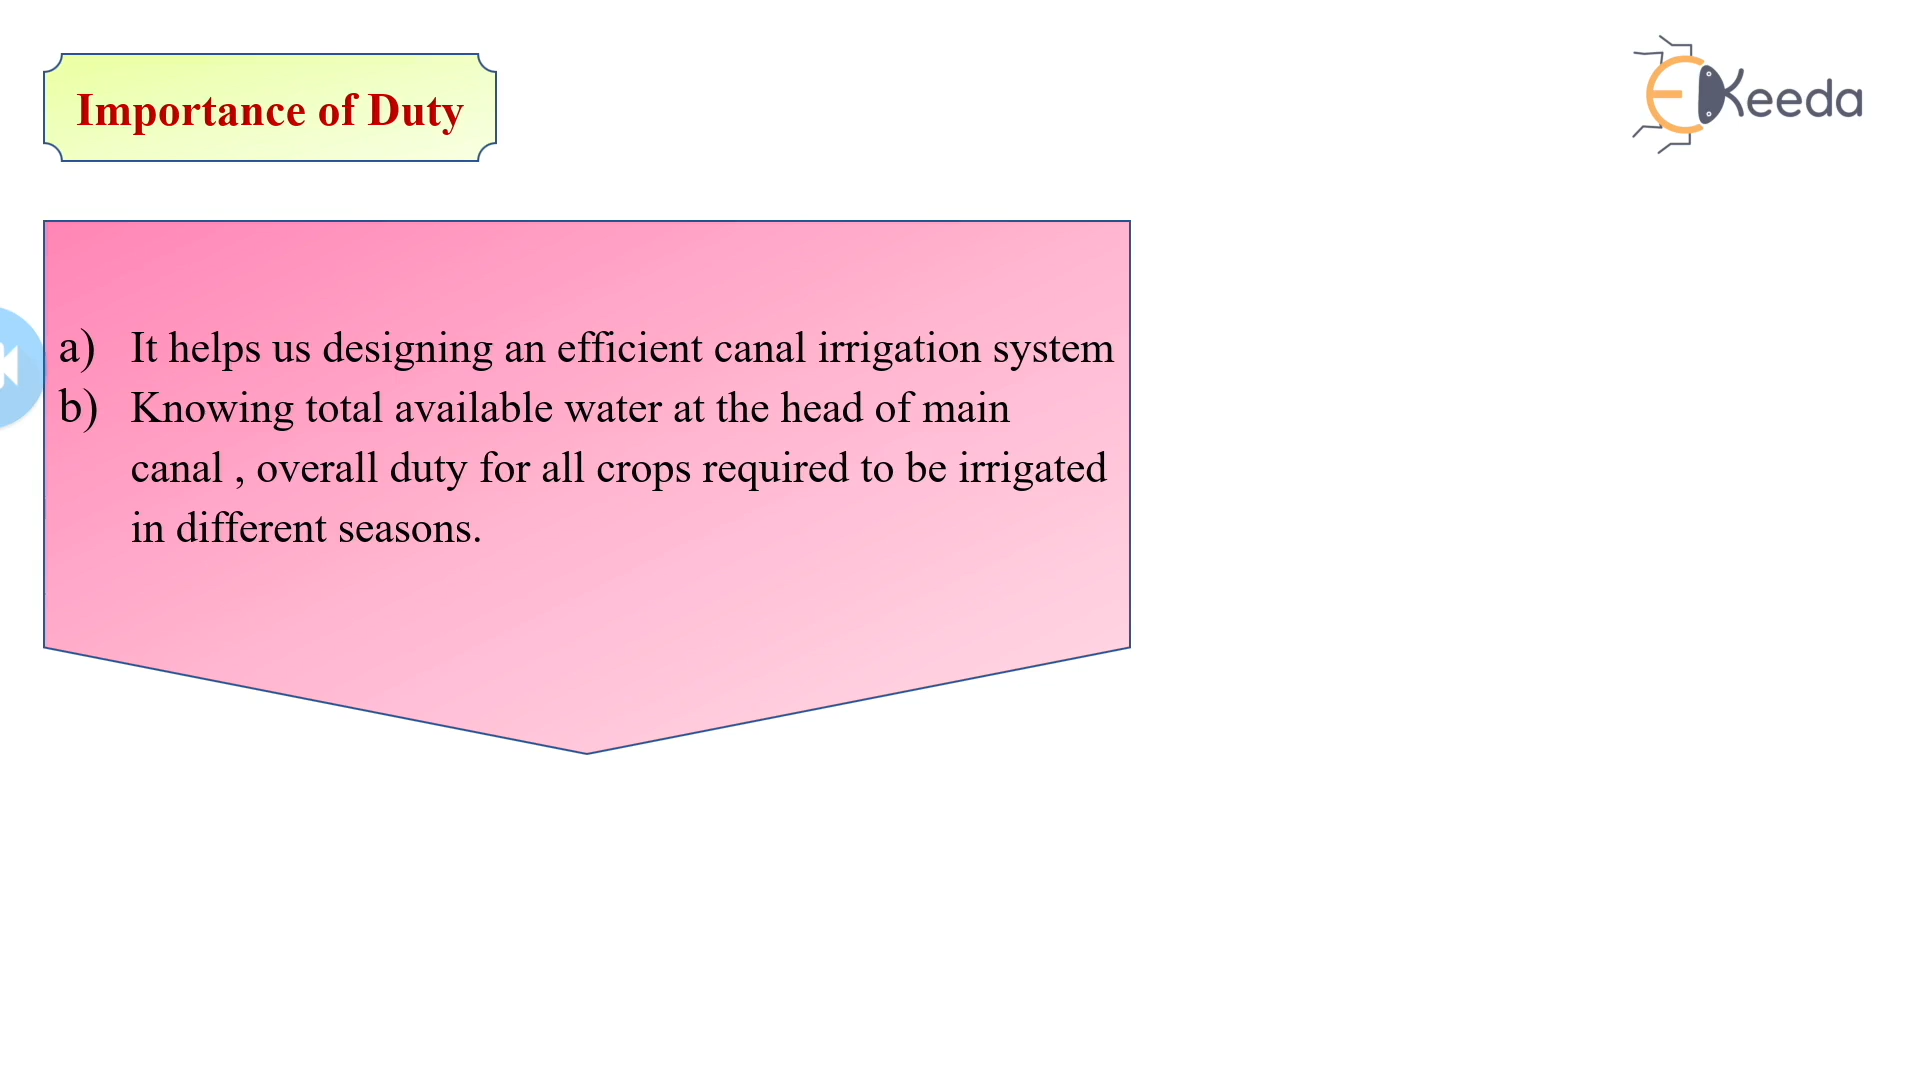 Importance of Duty
EKeeda
a) It helps us designing an efficient canal irrigation system
b) Knowing total available water at the head of main
canal , overall duty for all crops required to be irrigated
in different seasons.